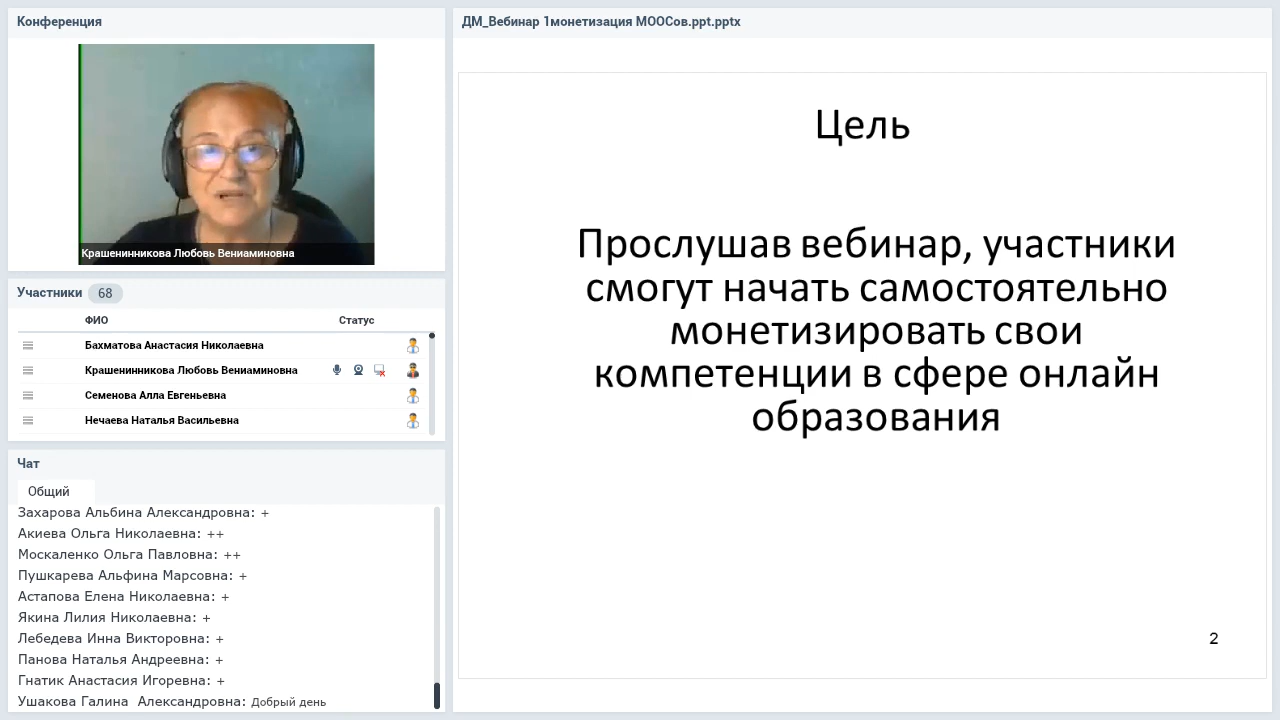 Конференция
Крашенинникова Любовь Вениаминовна
Участники 68
ФИО Статус
Бахматова Анастасия Николаевна
Крашенинникова Любовь Вениаминовна
Семенова Алла Евгеньевна
Нечаева Наталья Васильевна
Чат
Общий
Захарова Альбина Александровна: +
Акиева Ольга Николаевна: ++
Москаленко Ольга Павловна: ++
Пушкарева Альфина Марсовна: +
Астапова Елена Николаевна: +
Якина Лилия Николаевна: +
Лебедева Инна Викторовна: +
Панова Наталья Андреевна: +
Гнатик Анастасия Игоревна: +
Ушакова Галина  Александровна: Добрый день
ДМ_Вебинар 1монетизация МООСов.ppt.pptx
Цель
Прослушав вебинар, участники
смогут начать самостоятельно
монетизировать свои
компетенции в сфере онлайн
образования
2